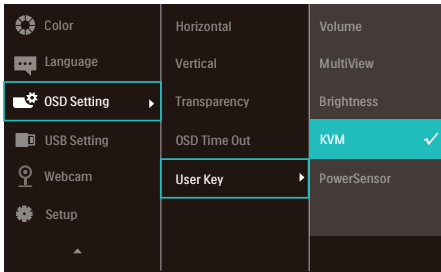 Color
Language
OSD Setting
USB Setting
Webcam
Setup
Horizontal
Vertical
Transparency
OSD Time Out
User Key
Volume
MultiView
Brightness
KVM
PowerSensor